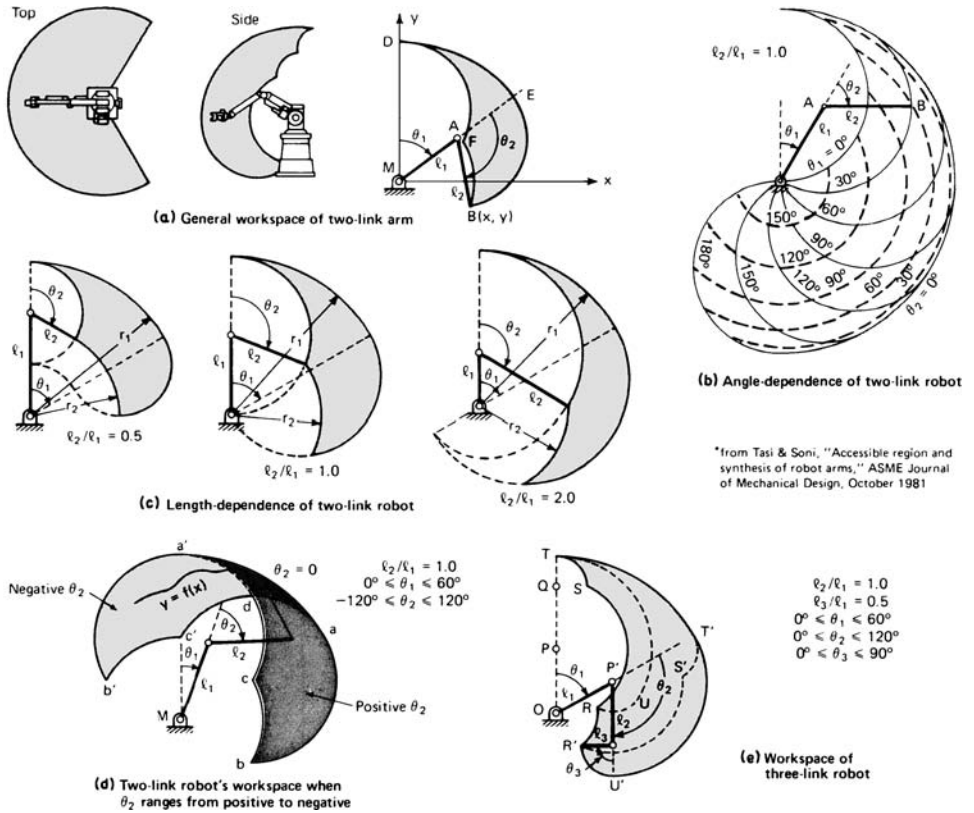 Top
Side
y
D
E
θ₁
A
F
θ₂
ℓ₁
M
ℓ₂
x
B(x, y)
(a) General workspace of two-link arm
ℓ₂/ℓ₁ = 1.0
θ₂
A
B
θ₁
ℓ₁
ℓ₂
θ₁ = 0°
30°
60°
90°
120°
150°
180°
150°
120°
90°
60°
30°
θ₂ = 0°
(b) Angle-dependence of two-link robot
θ₂
ℓ₂
r₁
ℓ₁
θ₁
r₂
ℓ₂/ℓ₁ = 0.5
θ₂
r₁
ℓ₂
ℓ₁
θ₁
r₂
ℓ₂/ℓ₁ = 1.0
θ₂
r₁
ℓ₁
θ₁
ℓ₂
r₂
ℓ₂/ℓ₁ = 2.0
(c) Length-dependence of two-link robot
*from Tasi & Soni, "Accessible region and
synthesis of robot arms," ASME Journal
of Mechanical Design, October 1981
a'
θ₂ = 0
ℓ₂/ℓ₁ = 1.0
0° ≤ θ₁ ≤ 60°
−120° ≤ θ₂ ≤ 120°
Negative θ₂
y = f(x)
d
a
θ₂
c'
θ₁
ℓ₂
b'
c
ℓ₁
M
Positive θ₂
b
(d) Two-link robot's workspace when
θ₂ ranges from positive to negative
T
Q
S
ℓ₂/ℓ₁ = 1.0
ℓ₃/ℓ₁ = 0.5
0° ≤ θ₁ ≤ 60°
0° ≤ θ₂ ≤ 120°
0° ≤ θ₃ ≤ 90°
T'
P
P'
S'
θ₁
θ₂
ℓ₁
O
R
U
ℓ₂
ℓ₃
R'
θ₃
U'
(e) Workspace of
three-link robot